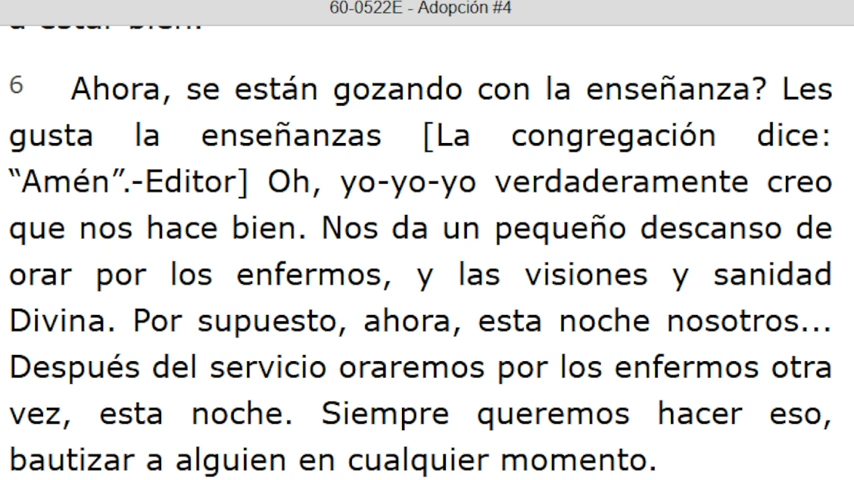 60-0522E - Adopción #4
a estar bien.
6 Ahora, se están gozando con la enseñanza? Les
gusta la enseñanzas [La congregación dice:
“Amén”.-Editor] Oh, yo-yo-yo verdaderamente creo
que nos hace bien. Nos da un pequeño descanso de
orar por los enfermos, y las visiones y sanidad
Divina. Por supuesto, ahora, esta noche nosotros...
Después del servicio oraremos por los enfermos otra
vez, esta noche. Siempre queremos hacer eso,
bautizar a alguien en cualquier momento.